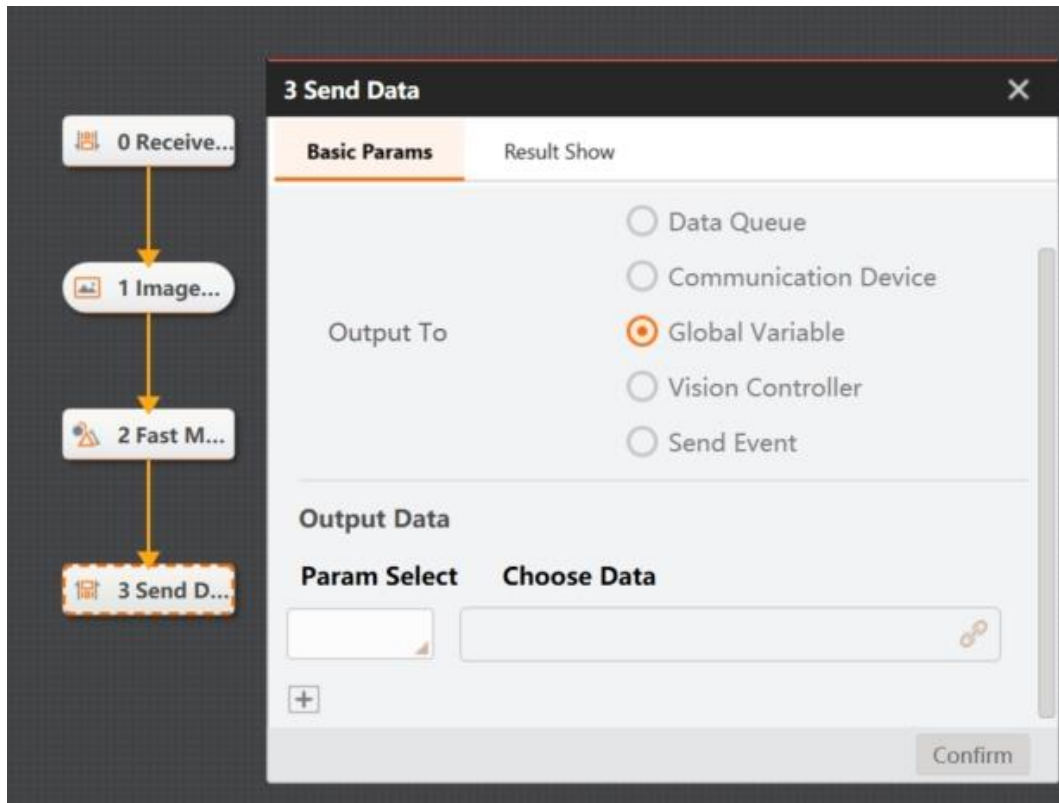 3 Send Data
0 Receive...
Basic Params
Result Show
Data Queue
1 Image...
Communication Device
Output To
Global Variable
Vision Controller
2 Fast M...
Send Event
Output Data
Param Select
Choose Data
3 Send D...
Confirm